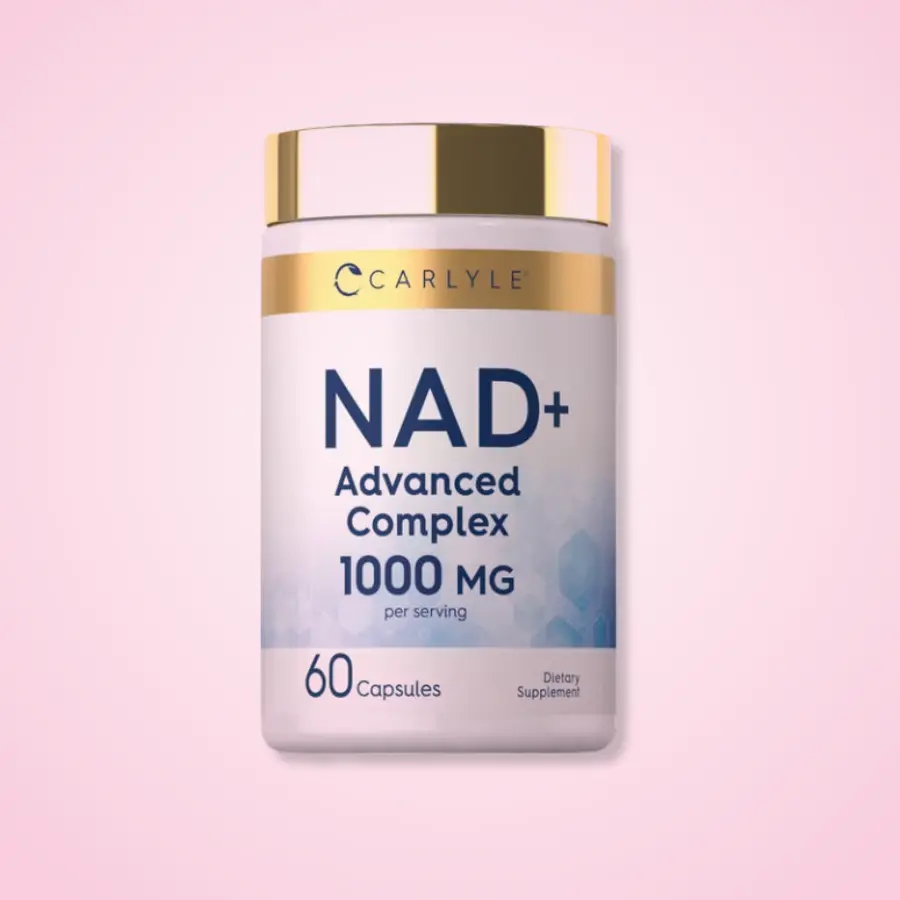 CARLYLE
NAD+
Advanced
Complex
1000 MG
per serving
60 Capsules
Dietary
Supplement